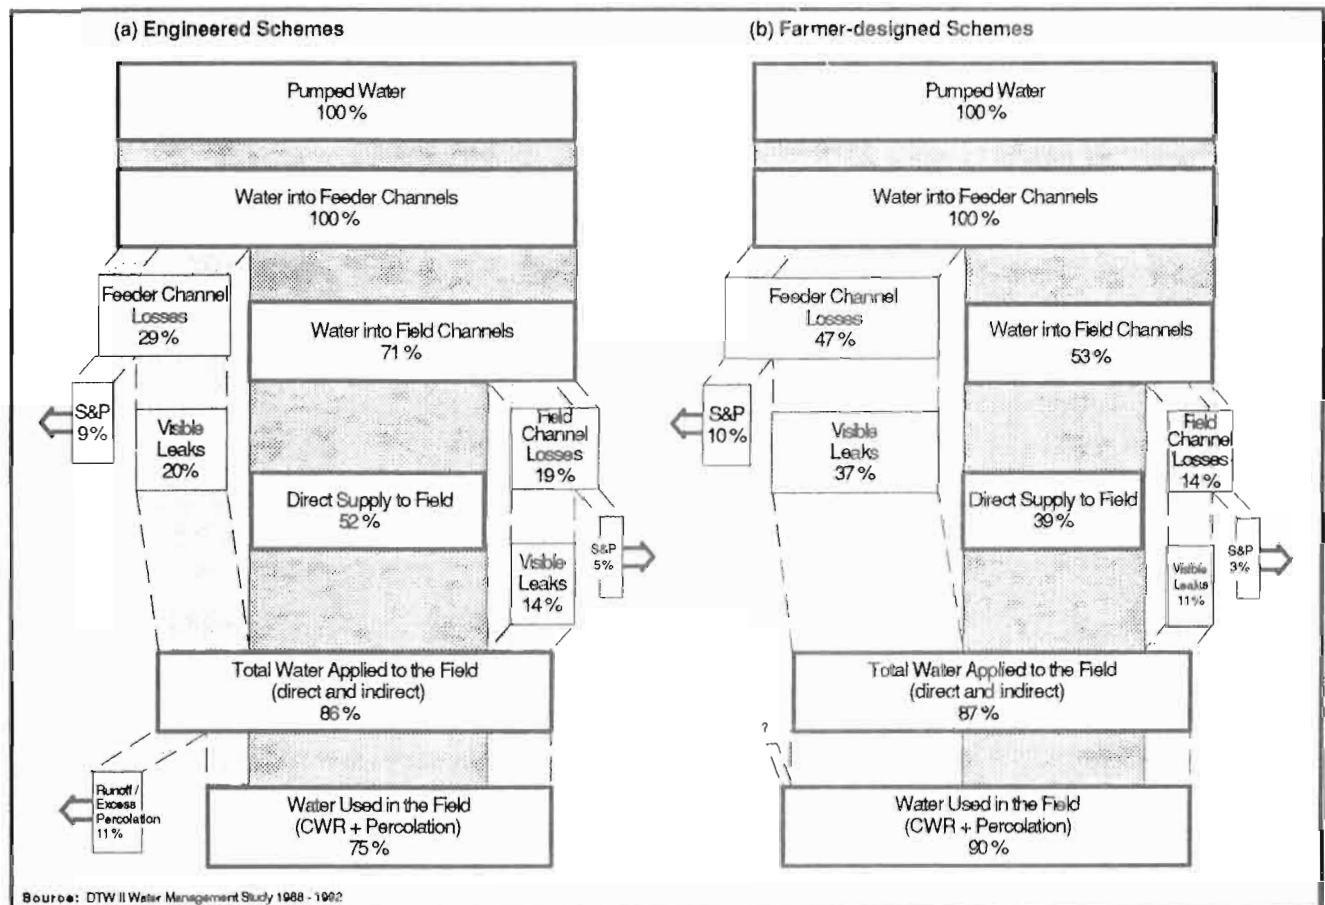 (a) Engineered Schemes
Pumped Water
100%
Water into Feeder Channels
100%
Feeder Channel
Losses
29%
Water into Field Channels
71%
S&P
9%
Visible
Leaks
20%
Field
Channel
Losses
19%
Direct Supply to Field
52%
S&P
5%
Visible
Leaks
14%
Total Water Applied to the Field
(direct and indirect)
86%
Runoff /
Excess
Percolation
11%
Water Used in the Field
(CWR + Percolation)
75%
(b) Farmer-designed Schemes
Pumped Water
100%
Water into Feeder Channels
100%
Feeder Channel
Losses
47%
Water into Field Channels
53%
S&P
10%
Visible
Leaks
37%
Field
Channel
Losses
14%
Direct Supply to Field
39%
S&P
3%
Visible
Leaks
11%
Total Water Applied to the Field
(direct and indirect)
87%
?
Water Used in the Field
(CWR + Percolation)
90%
Source: DTW II Water Management Study 1988 - 1992